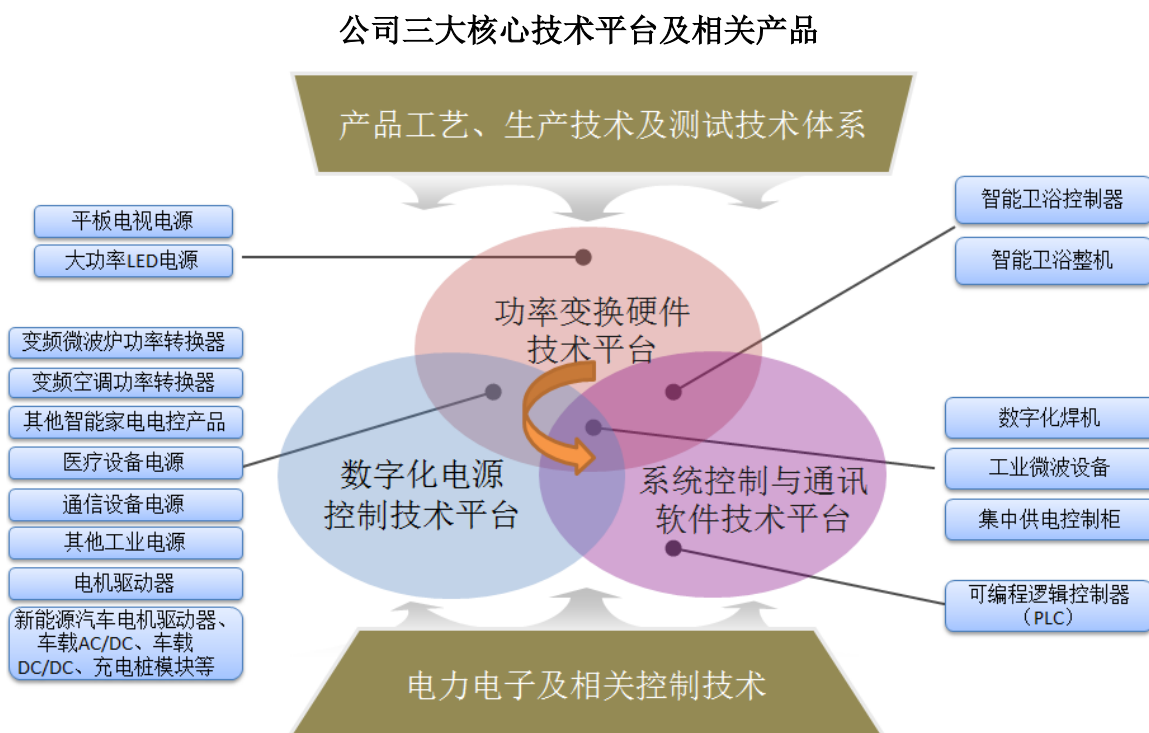 公司三大核心技术平台及相关产品
产品工艺、生产技术及测试技术体系
平板电视电源
大功率LED电源
变频微波炉功率转换器
变频空调功率转换器
其他智能家电电控产品
医疗设备电源
通信设备电源
其他工业电源
电机驱动器
新能源汽车电机驱动器、
车载AC/DC、车载
DC/DC、充电桩模块等
功率变换硬件
技术平台
数字化电源
控制技术平台
系统控制与通讯
软件技术平台
智能卫浴控制器
智能卫浴整机
数字化焊机
工业微波设备
集中供电控制柜
可编程逻辑控制器
（PLC）
电力电子及相关控制技术